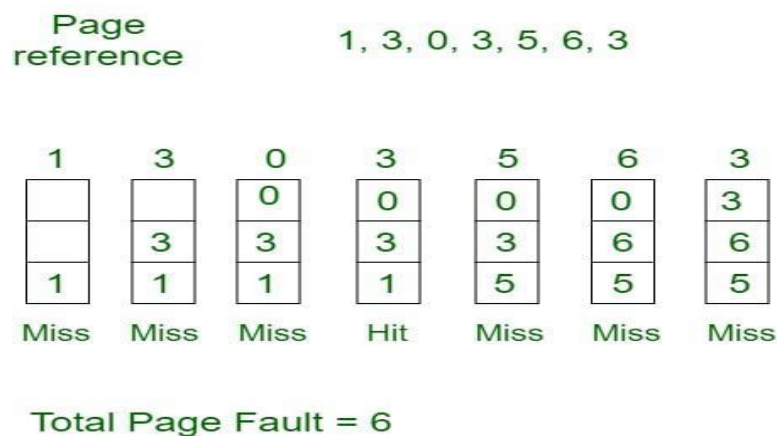 Page
reference
1, 3, 0, 3, 5, 6, 3
1 3 0 3 5 6 3
0 0 0 0 3
3 3 3 3 6 6
1 1 1 1 5 5 5
Miss Miss Miss Hit Miss Miss Miss
Total Page Fault = 6